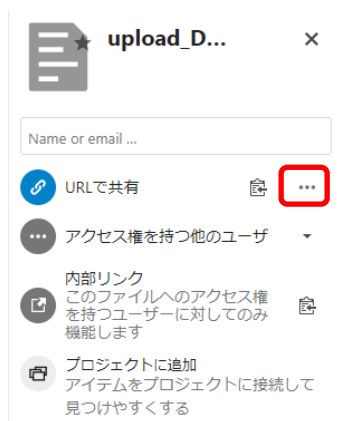 upload_D...
Name or email ...
URLで共有
アクセス権を持つ他のユーザ
内部リンク
このファイルへのアクセス権
を持つユーザーに対してのみ
機能します
プロジェクトに追加
アイテムをプロジェクトに接続して
見つけやすくする